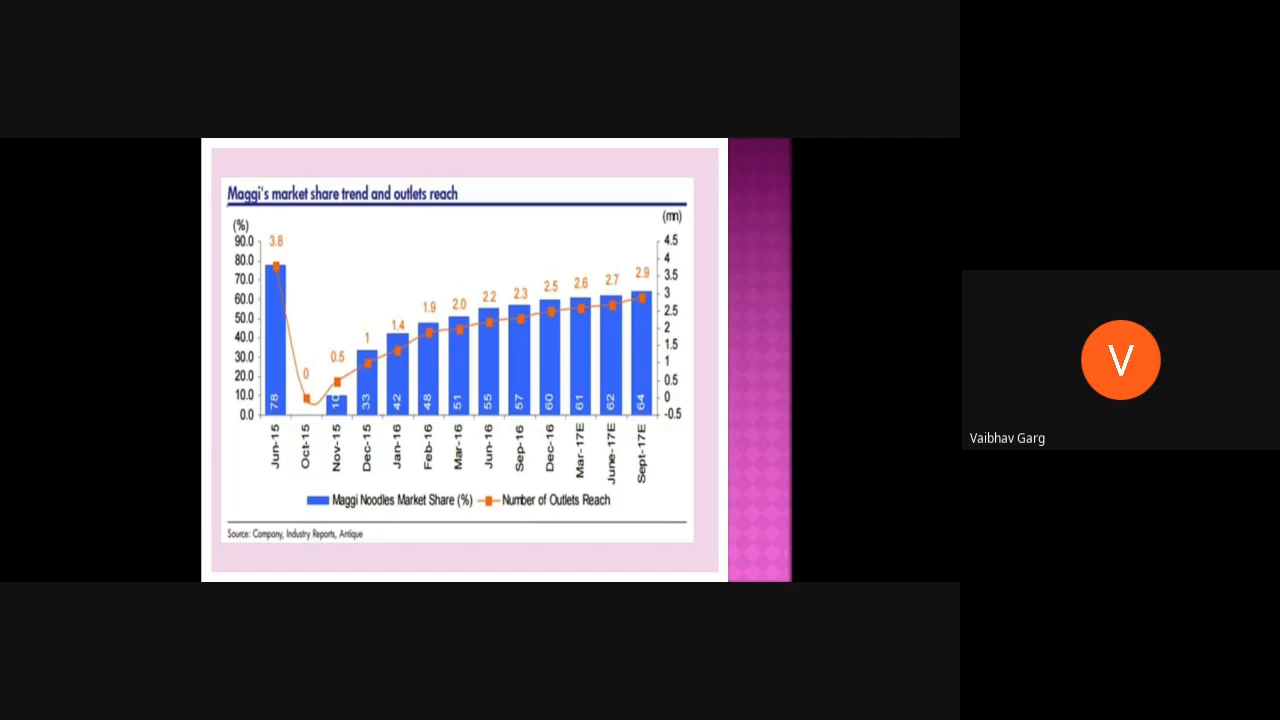 Maggi's market share trend and outlets reach
(%) (mn)
90.0 3.8 4.5
80.0 4
70.0 3.5
60.0 3
50.0 2.5
40.0 2
30.0 1.5
20.0 1
10.0 0.5
0.0 0
-0.5
0 0.5 1 1.4 1.9 2.0 2.2 2.3 2.5 2.6 2.7 2.9
78 10 33 42 48 51 55 57 60 61 62 64
Jun-15 Oct-15 Nov-15 Dec-15 Jan-16 Feb-16 Mar-16 Jun-16 Sep-16 Dec-16 Mar-17E June-17E Sept-17E
Maggi Noodles Market Share (%) Number of Outlets Reach
Source: Company, Industry Reports, Antique
V
Vaibhav Garg